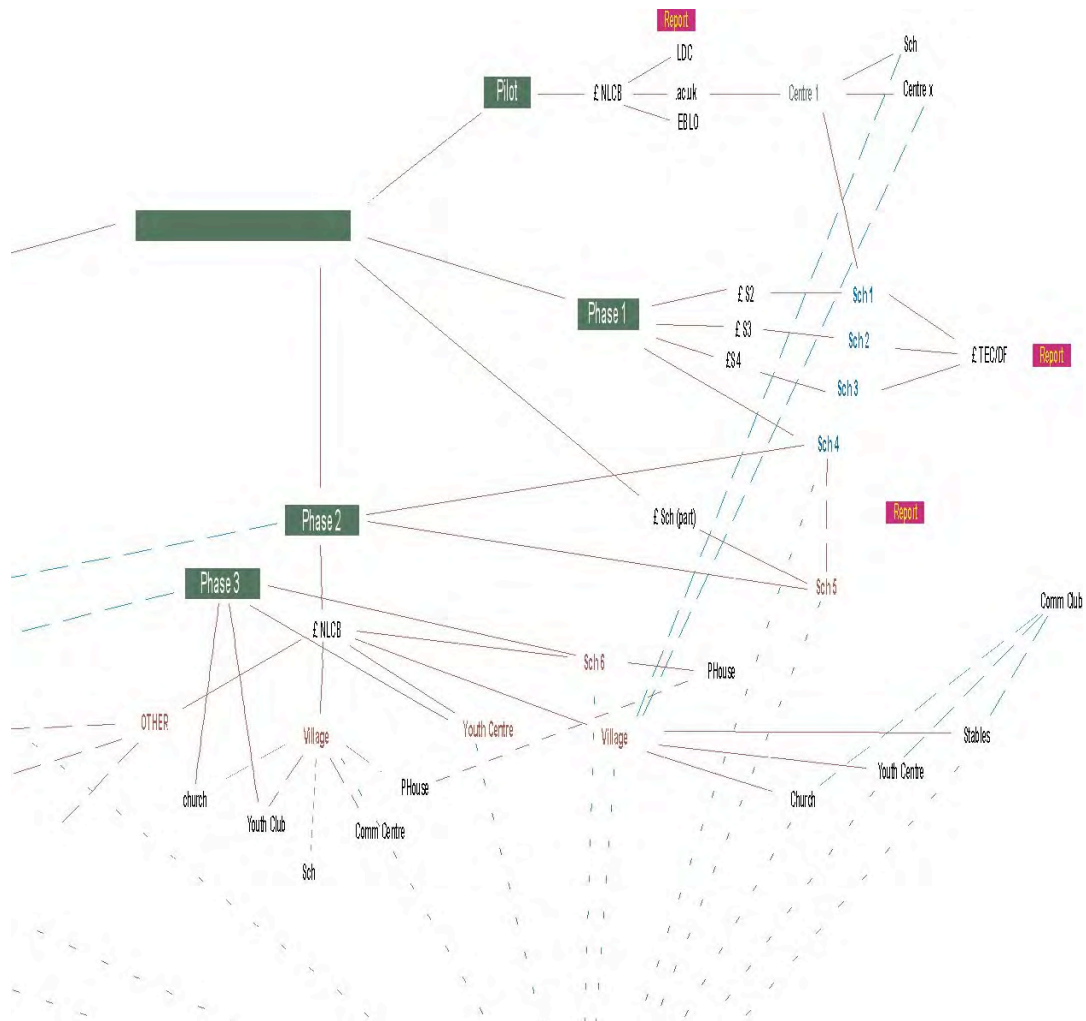 Report
Sch
LDC
Pilot
£ NLCB
.ac.uk
Centre 1
Centre x
EBLO
£ S2
Sch 1
Phase 1
£ S3
Sch 2
£ TEC/DF
Report
£S4
Sch 3
Sch 4
Phase 2
£ Sch (part)
Report
Phase 3
Sch 5
Comm Club
£ NLCB
Sch 6
PHouse
OTHER
Village
Youth Centre
Village
Stables
Youth Centre
PHouse
church
Church
Youth Club
Comm Centre
Sch